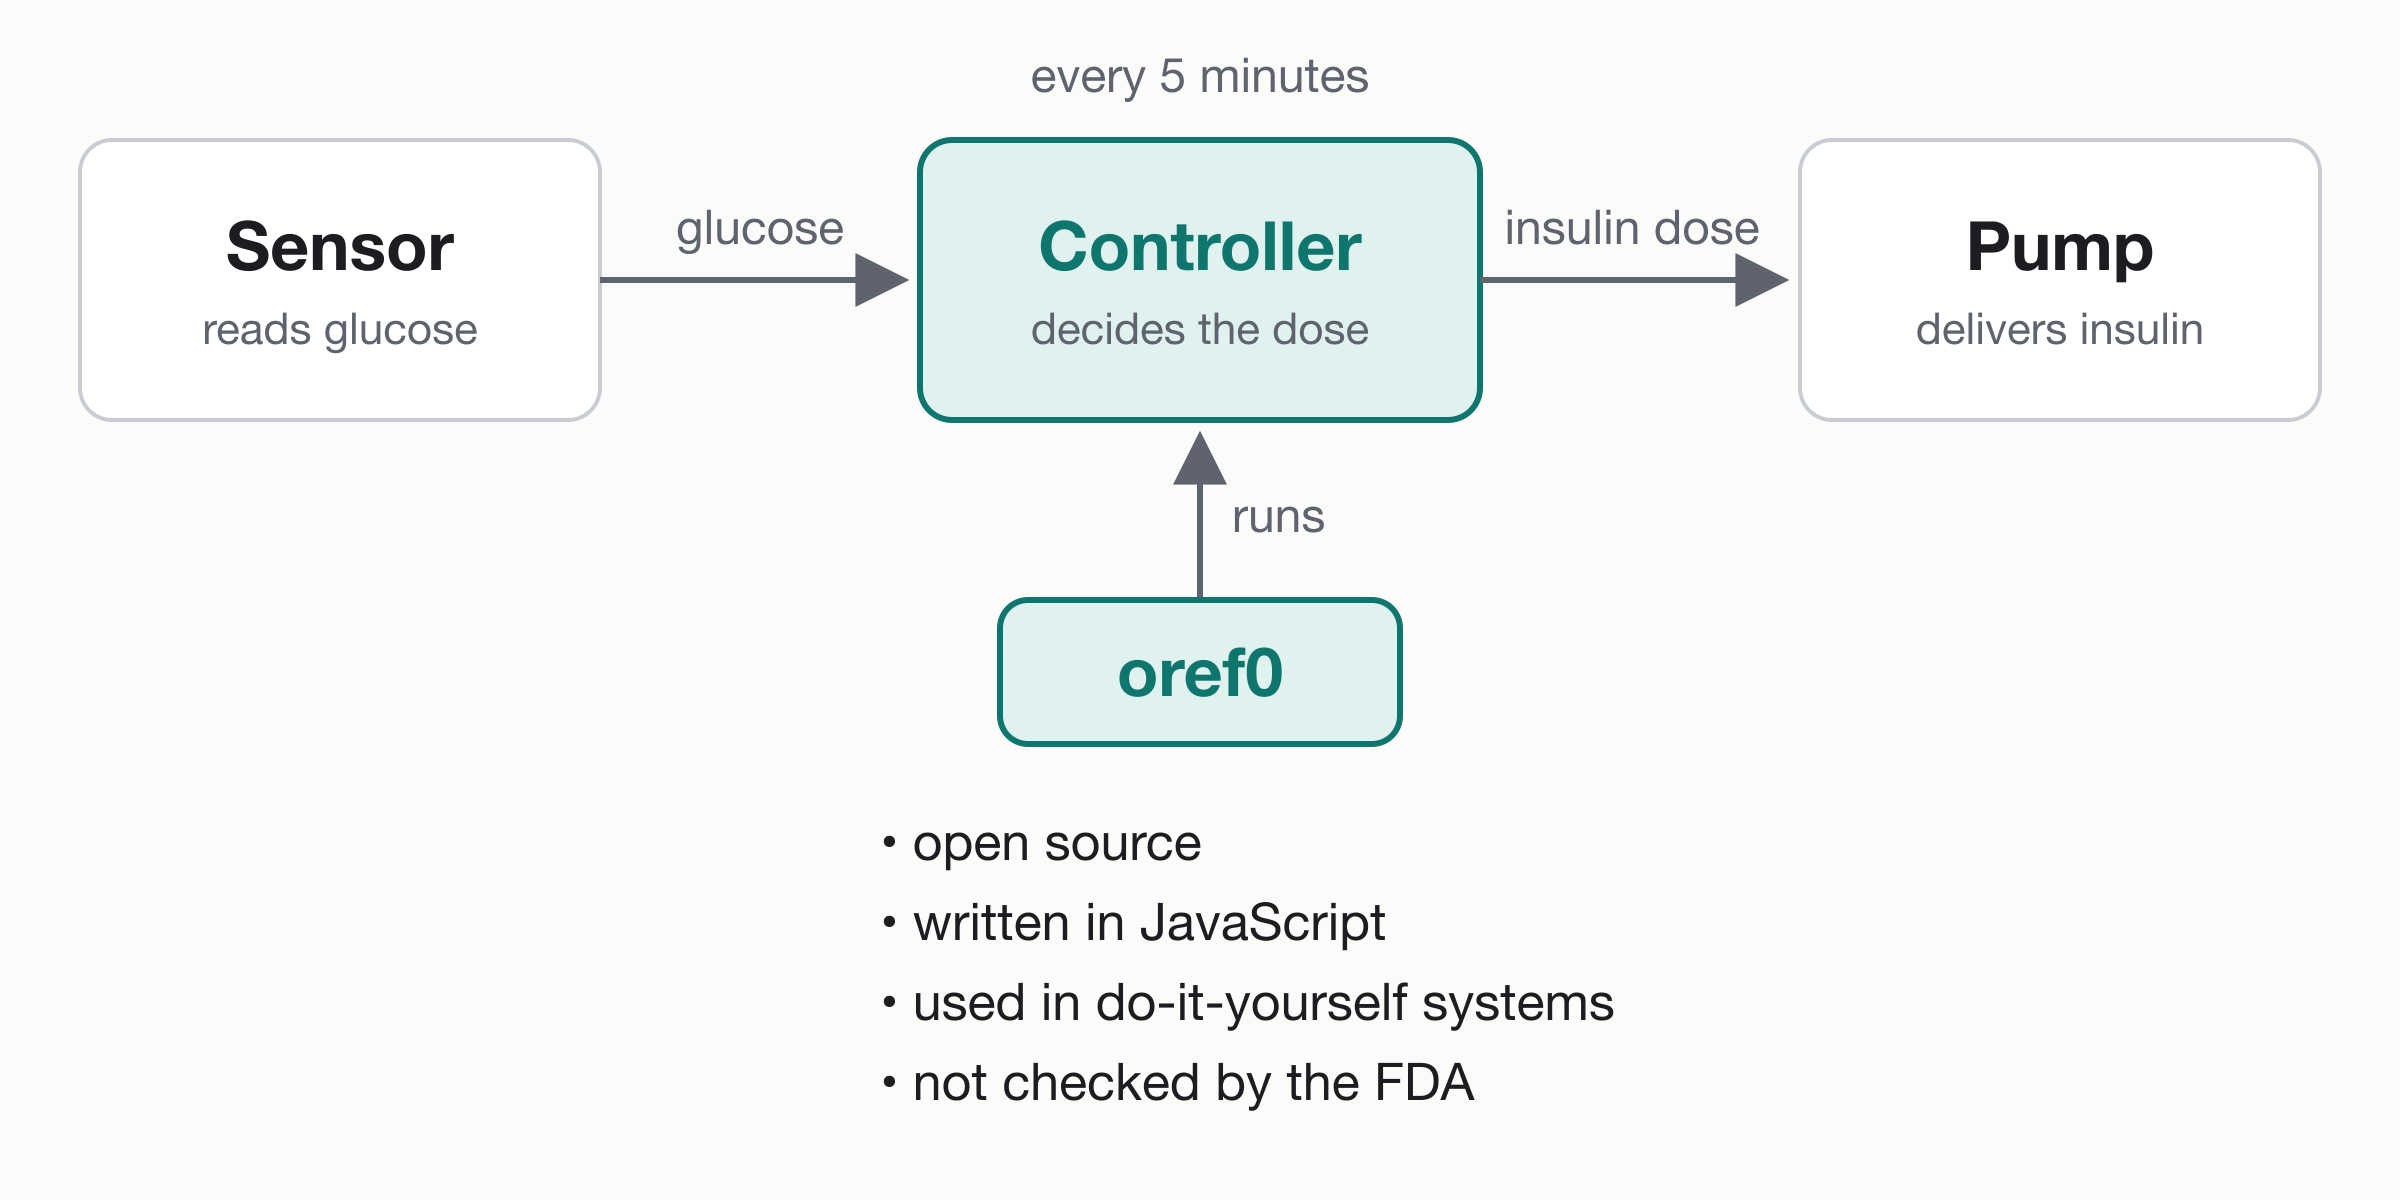 every 5 minutes
Sensor
reads glucose
glucose
Controller
decides the dose
insulin dose
Pump
delivers insulin
runs
oref0
• open source
• written in JavaScript
• used in do-it-yourself systems
• not checked by the FDA